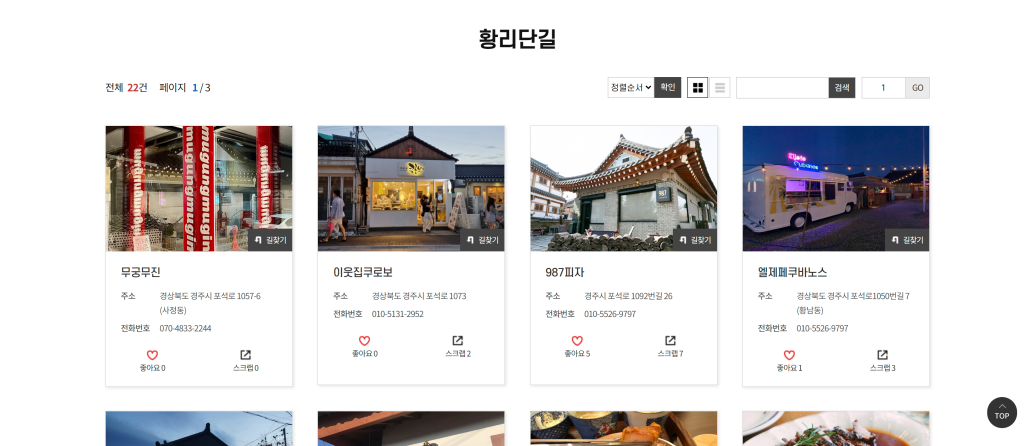 황리단길
전체 22건 페이지 1 / 3
정렬순서 확인 검색 1 GO
mugungmugin mugungmugin mugungmugin
길찾기 길찾기 987 길찾기 길찾기
무궁무진
주소 경상북도 경주시 포석로 1057-6
(사정동)
전화번호 070-4833-2244
좋아요 0 스크랩 0
이웃집쿠로보
주소 경상북도 경주시 포석로 1073
전화번호 010-5131-2952
좋아요 0 스크랩 2
987피자
주소 경주시 포석로 1092번길 26
전화번호 010-5526-9797
좋아요 5 스크랩 7
엘제페쿠바노스
주소 경상북도 경주시 포석로1050번길 7
(황남동)
전화번호 010-5526-9797
좋아요 1 스크랩 3
TOP